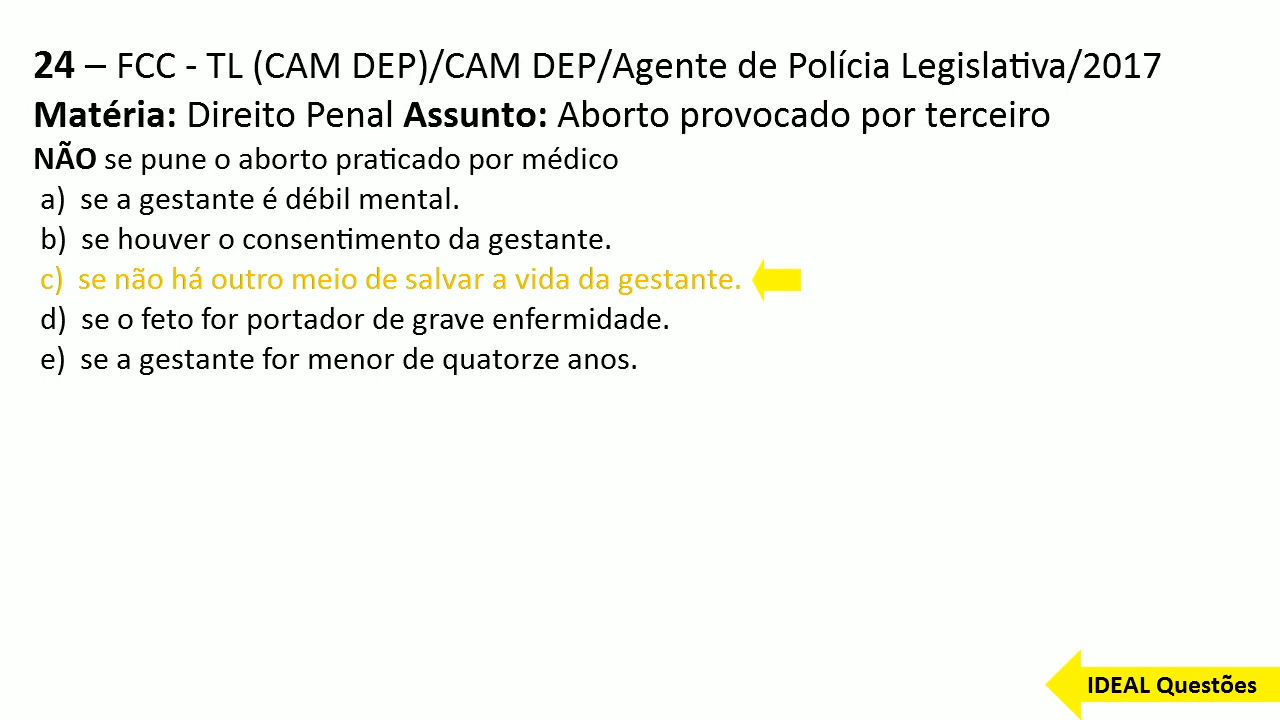 24 – FCC - TL (CAM DEP)/CAM DEP/Agente de Polícia Legislativa/2017
Matéria: Direito Penal Assunto: Aborto provocado por terceiro
NÃO se pune o aborto praticado por médico
a) se a gestante é débil mental.
b) se houver o consentimento da gestante.
c) se não há outro meio de salvar a vida da gestante.
d) se o feto for portador de grave enfermidade.
e) se a gestante for menor de quatorze anos.
IDEAL Questões